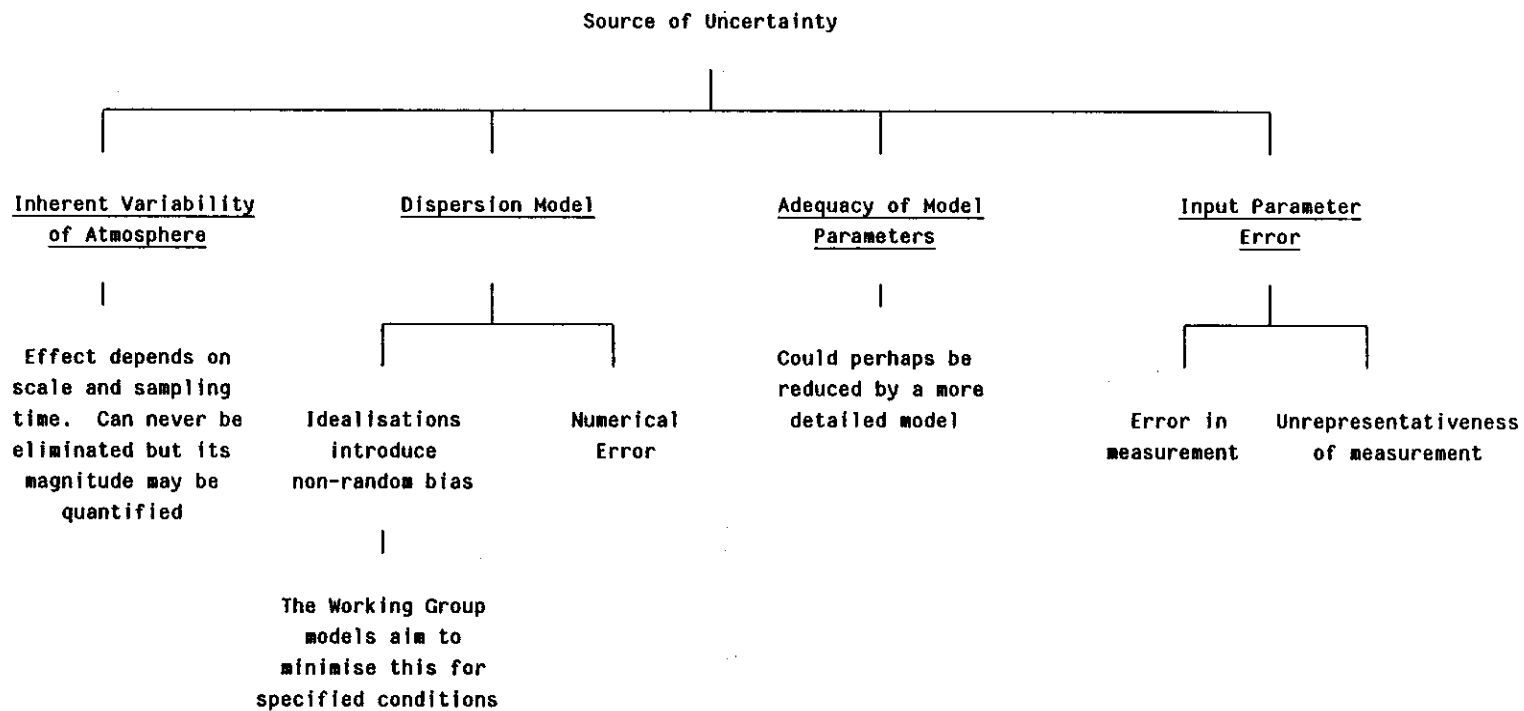 Source of Uncertainty
Inherent Variability
of Atmosphere
Dispersion Model
Adequacy of Model
Parameters
Input Parameter
Error
Effect depends on
scale and sampling
time. Can never be
eliminated but its
magnitude may be
quantified
Idealisations
introduce
non-random bias
Numerical
Error
Could perhaps be
reduced by a more
detailed model
Error in
measurement
Unrepresentativeness
of measurement
The Working Group
models aim to
minimise this for
specified conditions